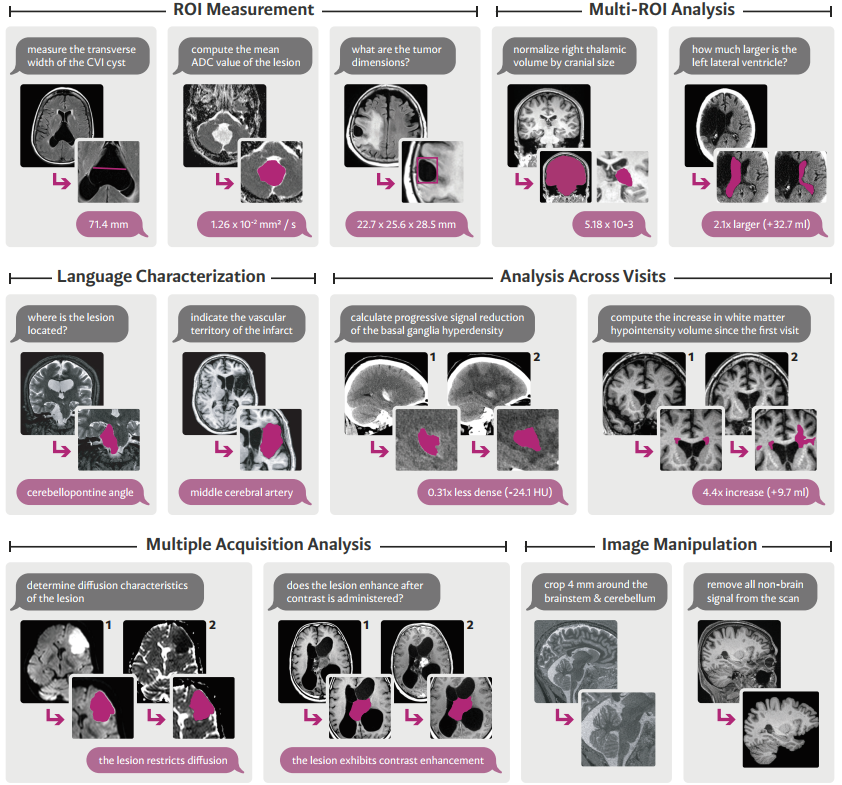 ROI Measurement
Multi-ROI Analysis
measure the transverse
width of the CVI cyst
71.4 mm
compute the mean
ADC value of the lesion
1.26 x 10⁻² mm² / s
what are the tumor
dimensions?
22.7 x 25.6 x 28.5 mm
normalize right thalamic
volume by cranial size
5.18 x 10-3
how much larger is the
left lateral ventricle?
2.1x larger (+32.7 ml)
Language Characterization
Analysis Across Visits
where is the lesion
located?
cerebellopontine angle
indicate the vascular
territory of the infarct
middle cerebral artery
calculate progressive signal reduction
of the basal ganglia hyperdensity
1
2
0.31x less dense (-24.1 HU)
compute the increase in white matter
hypointensity volume since the first visit
1
2
4.4x increase (+9.7 ml)
Multiple Acquisition Analysis
Image Manipulation
determine diffusion characteristics
of the lesion
1
2
the lesion restricts diffusion
does the lesion enhance after
contrast is administered?
1
2
the lesion exhibits contrast enhancement
crop 4 mm around the
brainstem & cerebellum
remove all non-brain
signal from the scan